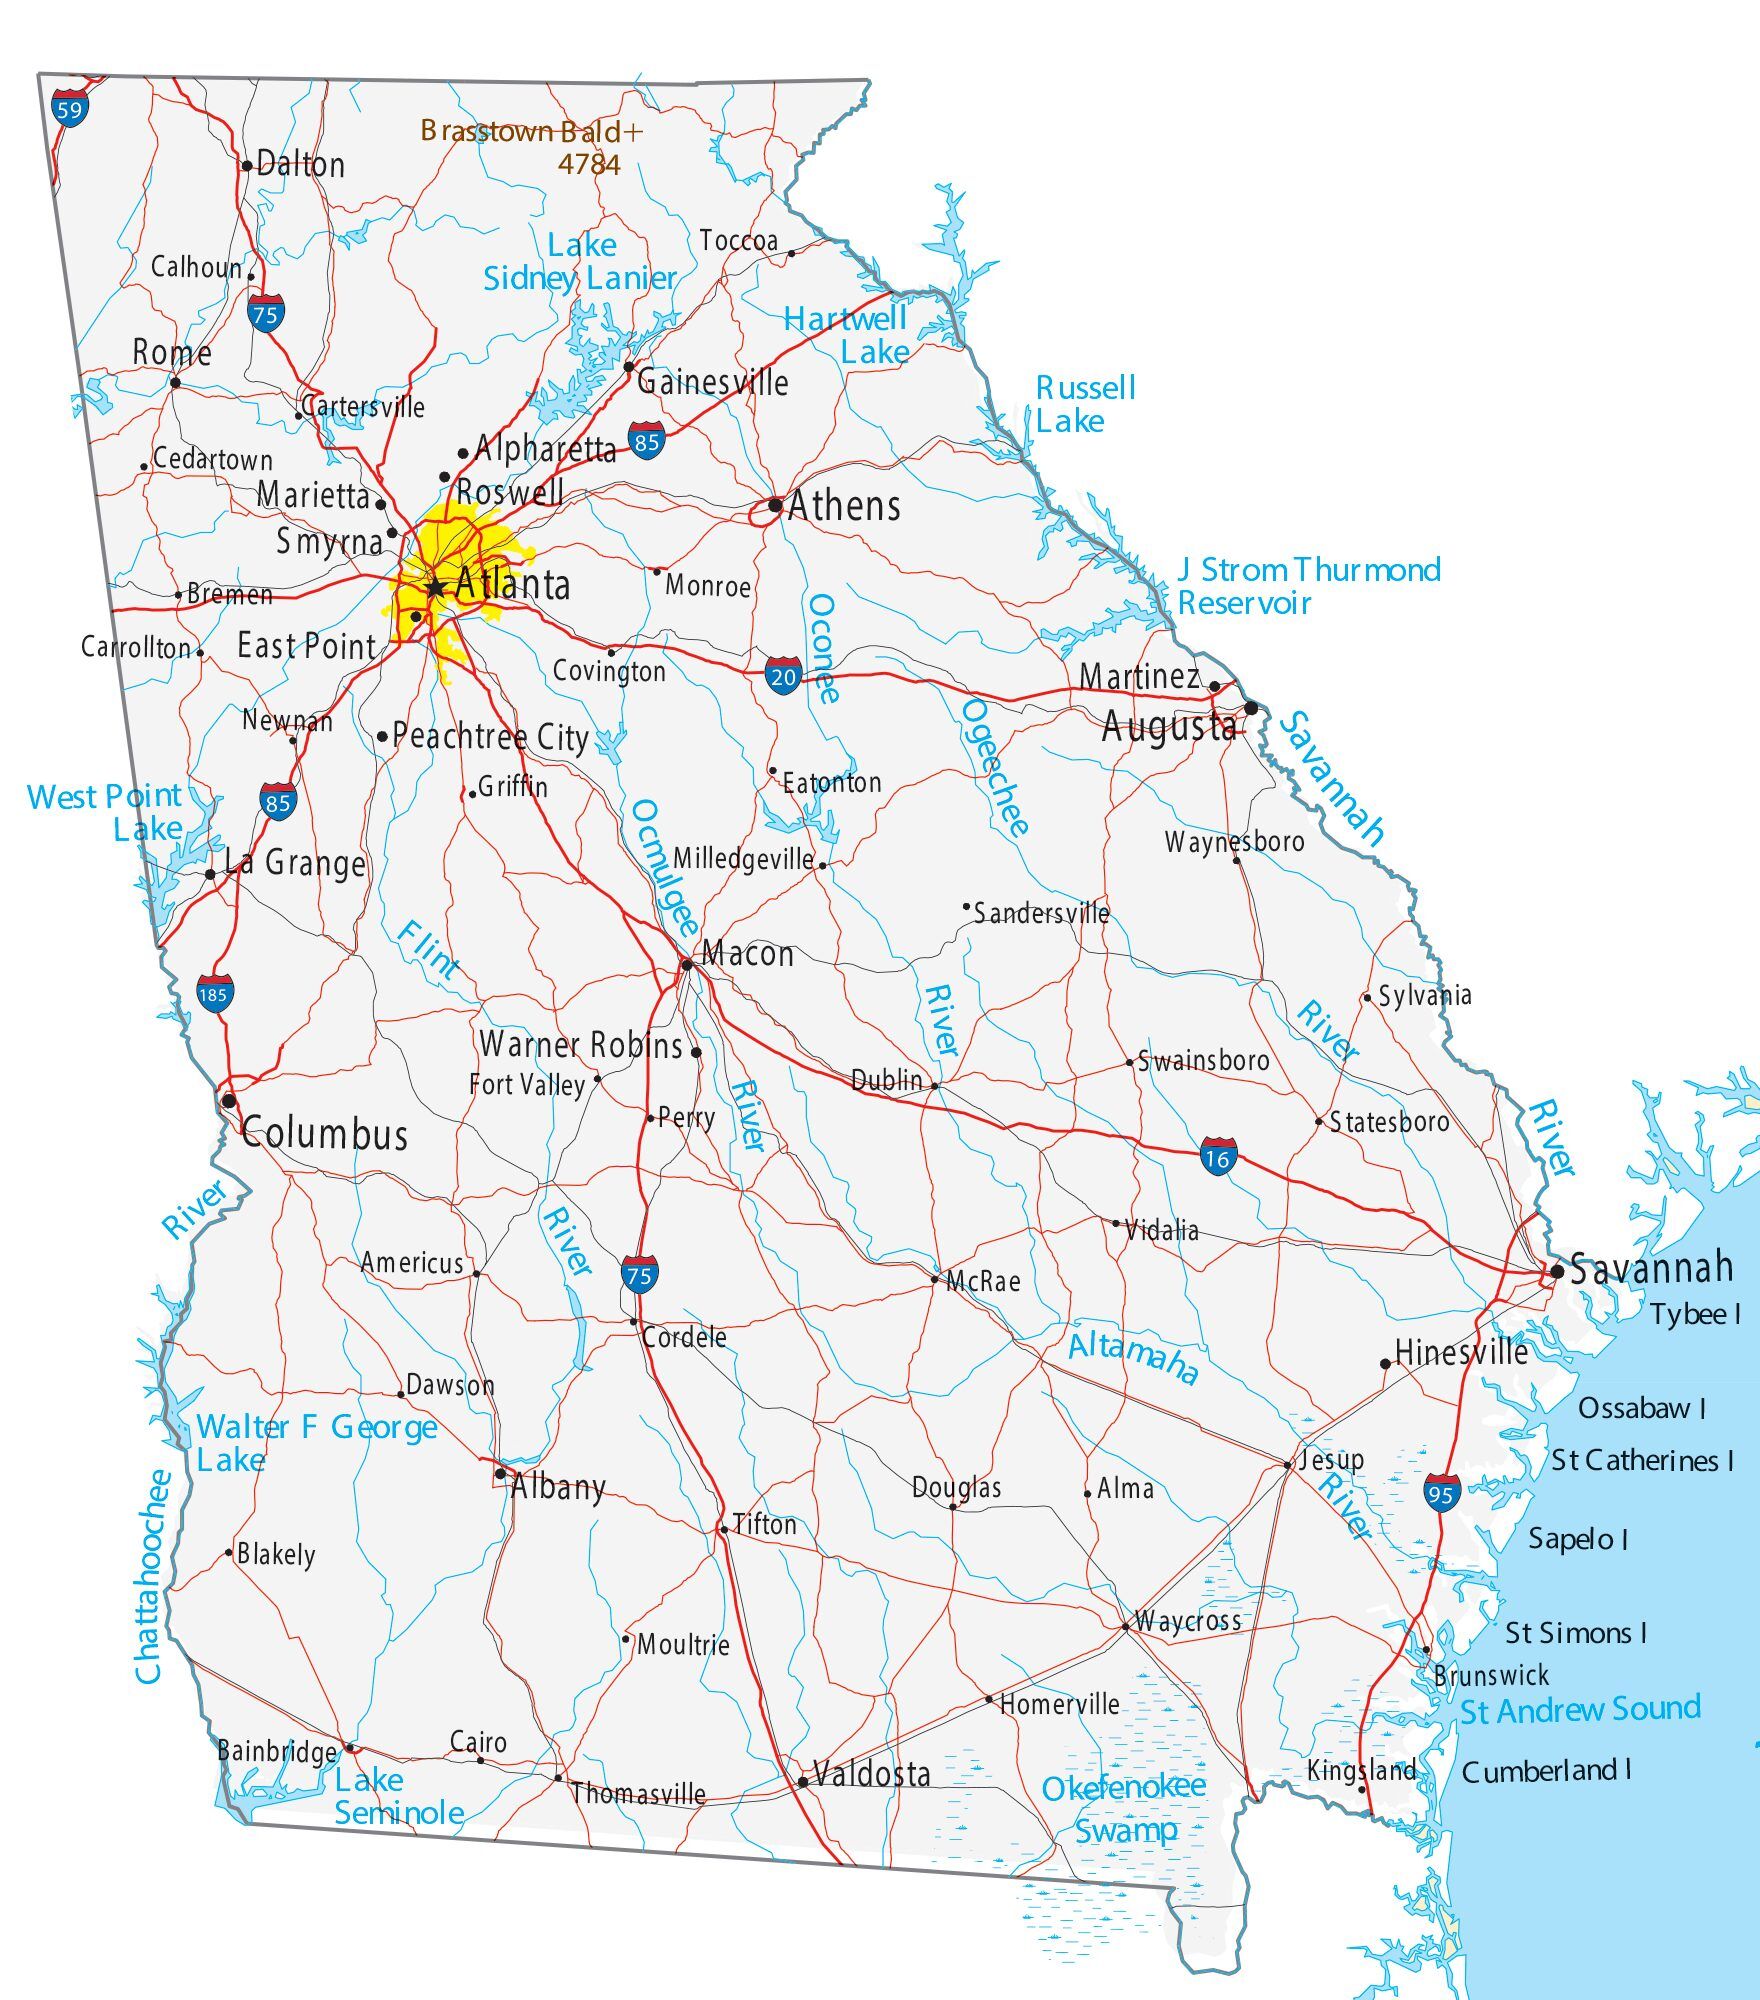 59
Brasstown Bald+
4784
Dalton
Toccoa
Lake
Sidney Lanier
Calhoun
75
Hartwell
Lake
Rome
Gainesville
Russell
Lake
Cartersville
85
Alpharetta
Cedartown
Marietta
Roswell
Athens
Smyrna
J Strom Thurmond
Reservoir
Atlanta
Monroe
Bremen
Oconee
East Point
Carrollton
Covington
20
Martinez
Augusta
Newnan
Peachtree City
Ogeechee
Savannah
Griffin
Eatonton
West Point
Lake
85
Ocmulgee
Waynesboro
Milledgeville
La Grange
Sandersville
Flint
Macon
185
Sylvania
River
River
Warner Robins
Fort Valley
Dublin
Swainsboro
Columbus
Perry
River
Statesboro
River
16
River
River
Vidalia
Americus
75
McRae
Savannah
Tybee I
Cordele
Altamaha
Hinesville
Dawson
Ossabaw I
Walter F George
Lake
Jesup
St Catherines I
Albany
Douglas
Alma
River
95
Chattahoochee
Tifton
Sapelo I
Blakely
Waycross
St Simons I
Moultrie
Brunswick
Homerville
St Andrew Sound
Bainbridge
Cairo
Kingsland
Cumberland I
Lake
Seminole
Thomasville
Valdosta
Okefenokee
Swamp